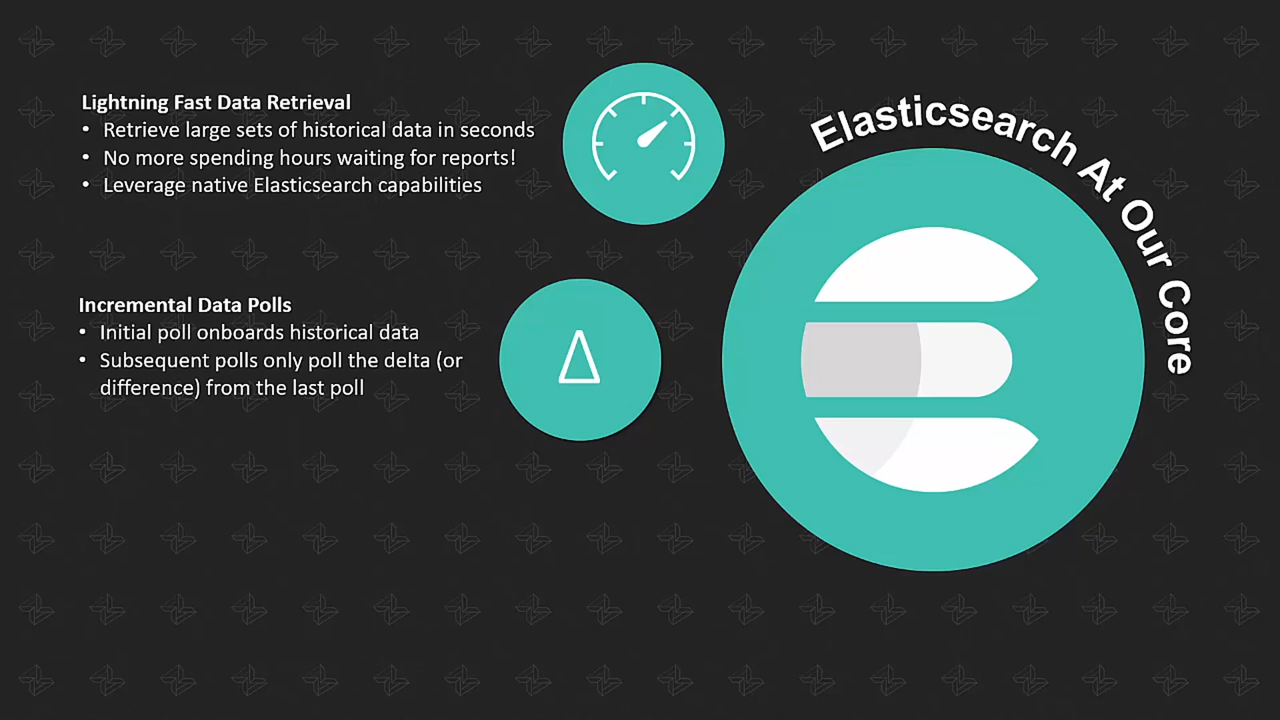 Lightning Fast Data Retrieval
• Retrieve large sets of historical data in seconds
• No more spending hours waiting for reports!
• Leverage native Elasticsearch capabilities
Incremental Data Polls
• Initial poll onboards historical data
• Subsequent polls only poll the delta (or
difference) from the last poll
Elasticsearch At Our Core